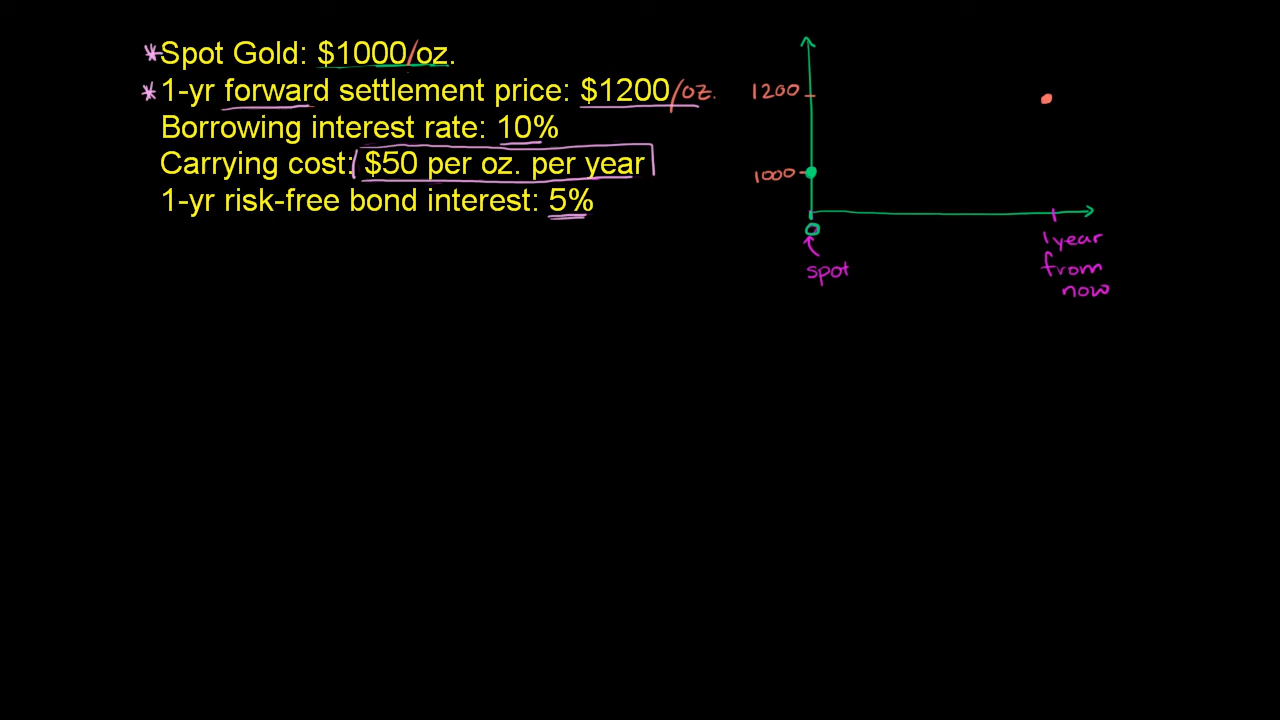 *Spot Gold: $1000/oz.
*1-yr forward settlement price: $1200/oz.
Borrowing interest rate: 10%
Carrying cost: $50 per oz. per year
1-yr risk-free bond interest: 5%
1200
1000
0
spot
1 year
from
now